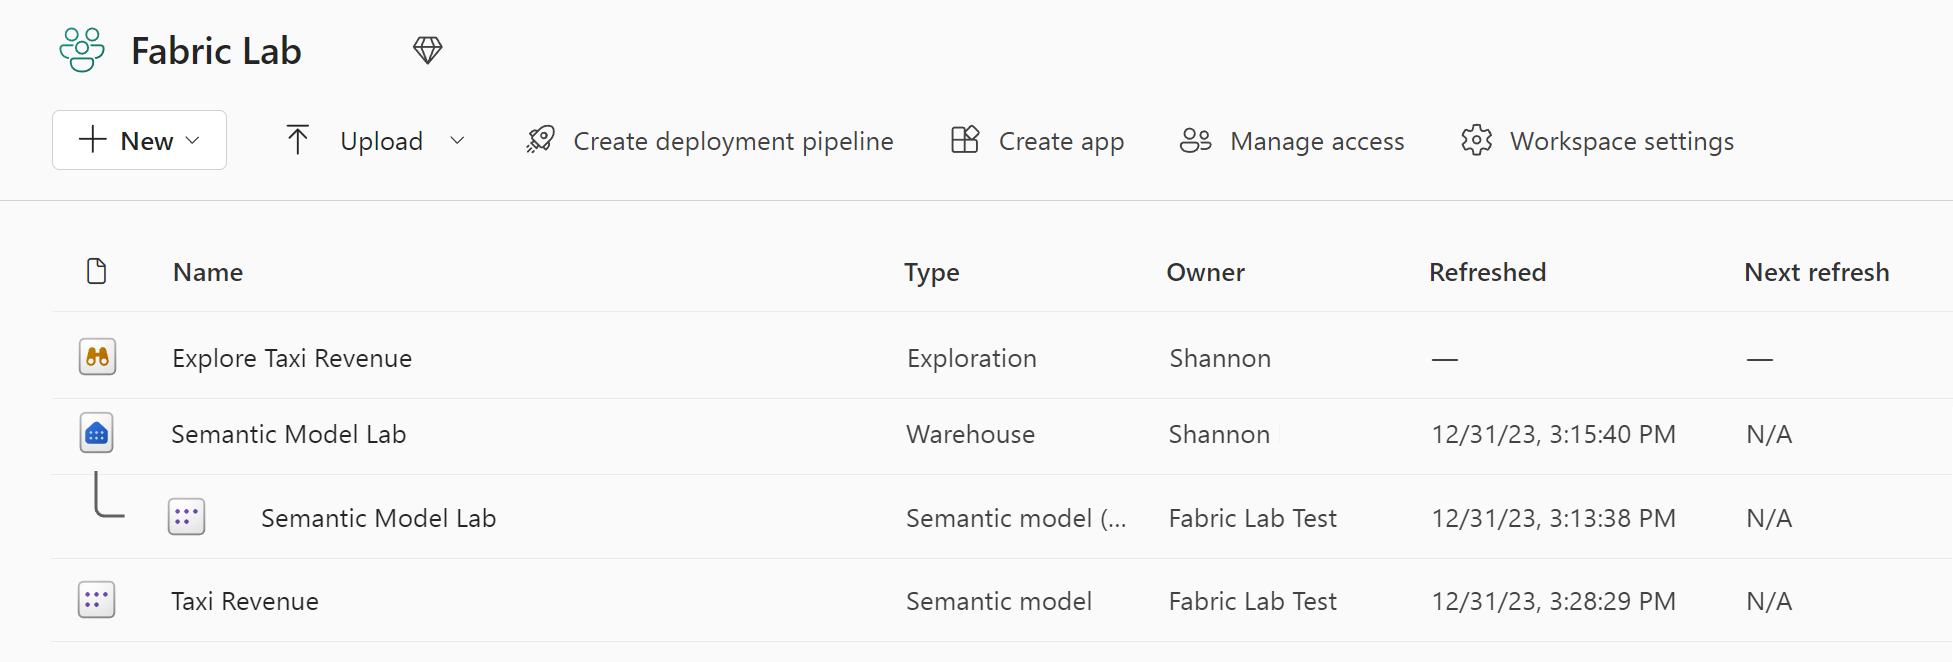 Fabric Lab
New Upload Create deployment pipeline Create app Manage access Workspace settings
Name Type Owner Refreshed Next refresh
Explore Taxi Revenue Exploration Shannon — —
Semantic Model Lab Warehouse Shannon 12/31/23, 3:15:40 PM N/A
Semantic Model Lab Semantic model (... Fabric Lab Test 12/31/23, 3:13:38 PM N/A
Taxi Revenue Semantic model Fabric Lab Test 12/31/23, 3:28:29 PM N/A